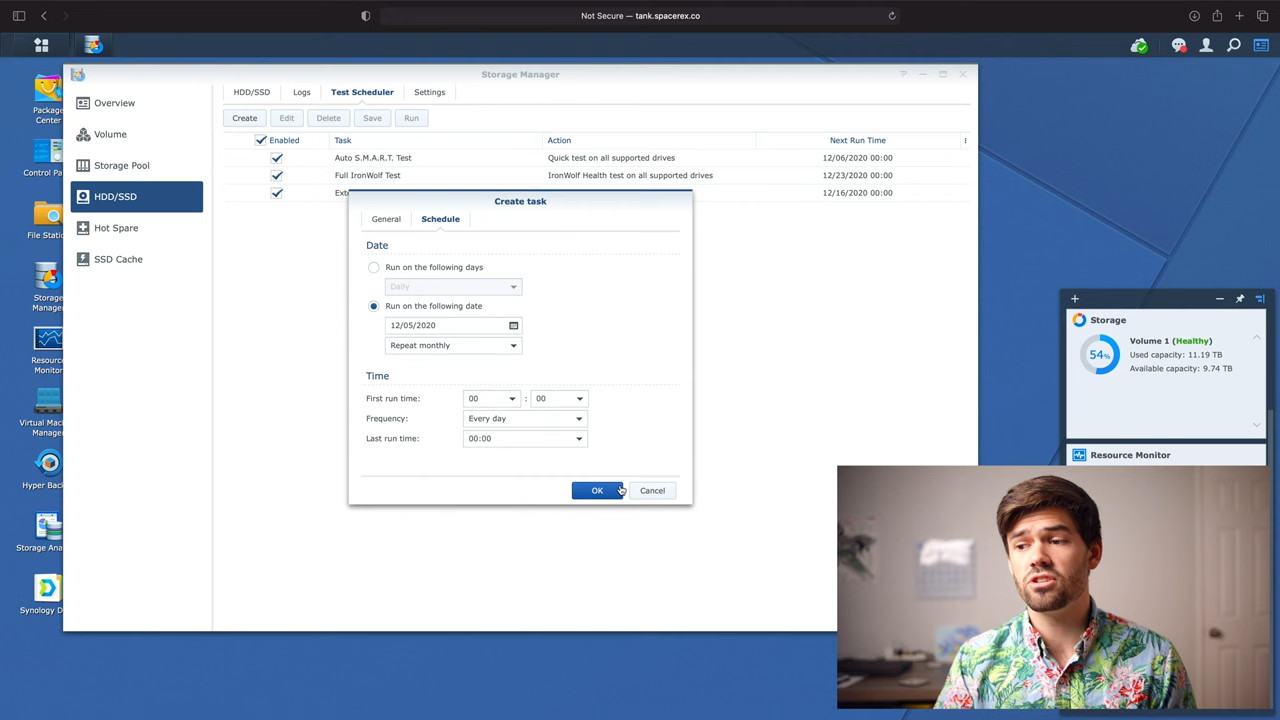 Not Secure — tank.spacerex.co
Storage Manager
Package Center
Control Pa
File Stati
Storage Manager
Resource Monitor
Virtual Mac Manager
Hyper Back
Storage Ana
Synology D
Overview
Volume
Storage Pool
HDD/SSD
Hot Spare
SSD Cache
HDD/SSD Logs Test Scheduler Settings
Create Edit Delete Save Run
Enabled Task Action Next Run Time
Auto S.M.A.R.T. Test Quick test on all supported drives 12/06/2020 00:00
Full IronWolf Test IronWolf Health test on all supported drives 12/23/2020 00:00
Ext 12/16/2020 00:00
Create task
General Schedule
Date
Run on the following days
Daily
Run on the following date
12/05/2020
Repeat monthly
Time
First run time: 00 : 00
Frequency: Every day
Last run time: 00:00
OK Cancel
Storage
54%
Volume 1 (Healthy)
Used capacity: 11.19 TB
Available capacity: 9.74 TB
Resource Monitor